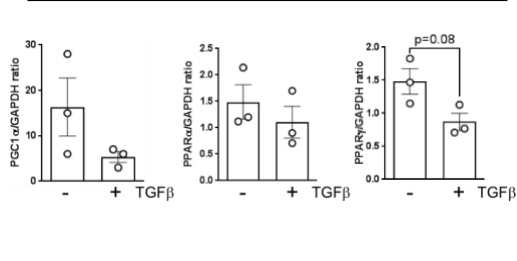 PGC1α/GAPDH ratio
30
20
10
0
- + TGFβ
PPARα/GAPDH ratio
2.5
2.0
1.5
1.0
0.5
0.0
- + TGFβ
PPARγ/GAPDH ratio
2.0
1.5
1.0
0.5
0.0
p=0.08
- + TGFβ